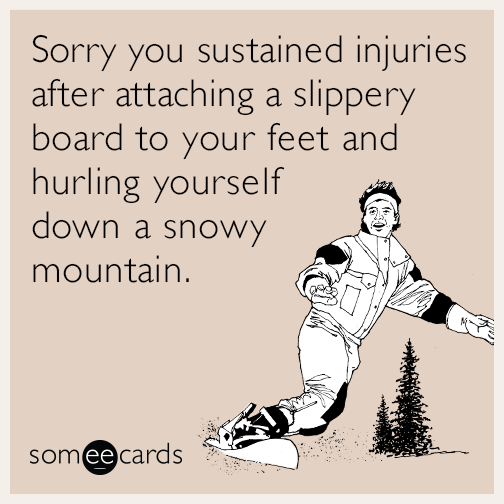 Sorry you sustained injuries
after attaching a slippery
board to your feet and
hurling yourself
down a snowy
mountain.
someecards